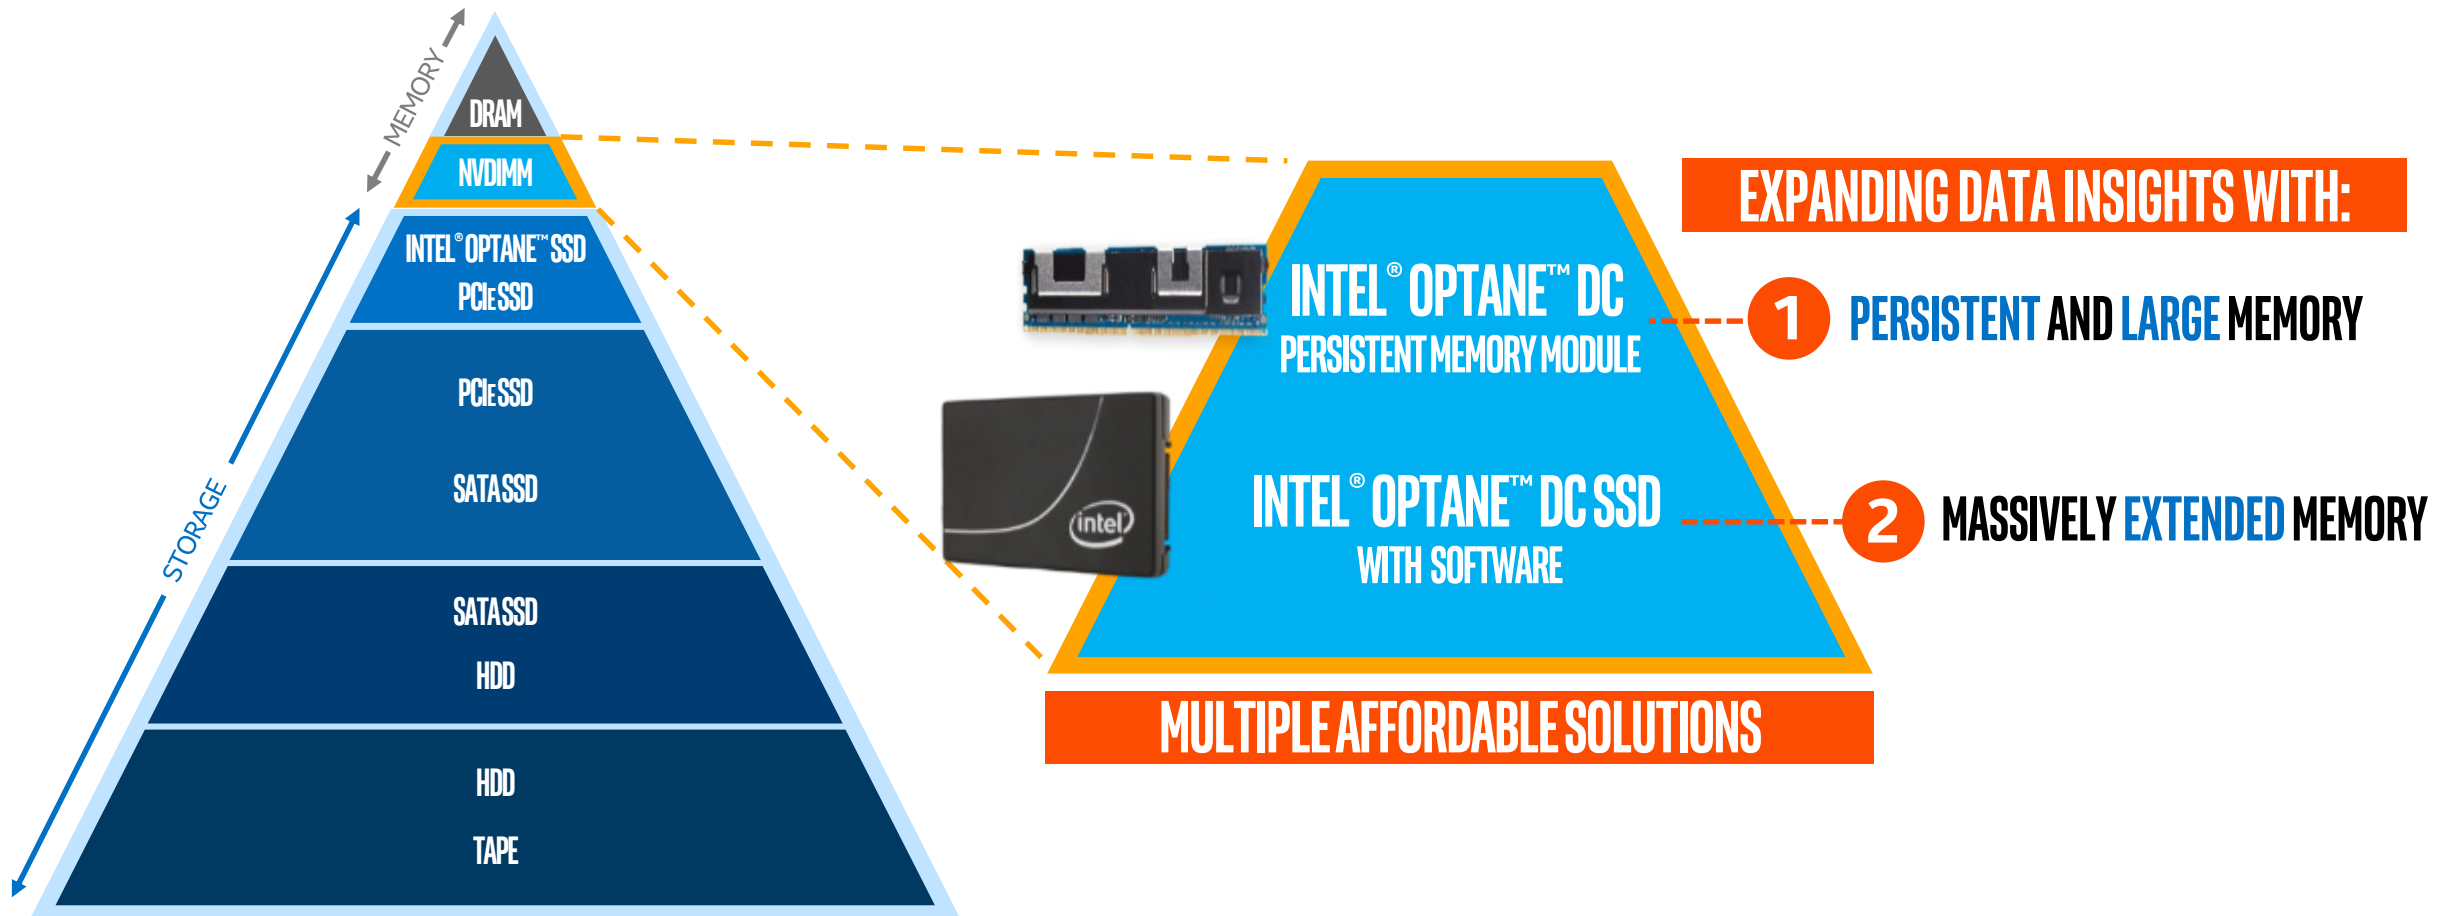 MEMORY
DRAM
NVDIMM
INTEL® OPTANE™ SSD
PCIe SSD
PCIe SSD
SATA SSD
SATA SSD
HDD
HDD
TAPE
STORAGE
INTEL® OPTANE™ DC
PERSISTENT MEMORY MODULE
INTEL® OPTANE™ DC SSD
WITH SOFTWARE
intel
MULTIPLE AFFORDABLE SOLUTIONS
EXPANDING DATA INSIGHTS WITH:
1 PERSISTENT AND LARGE MEMORY
2 MASSIVELY EXTENDED MEMORY